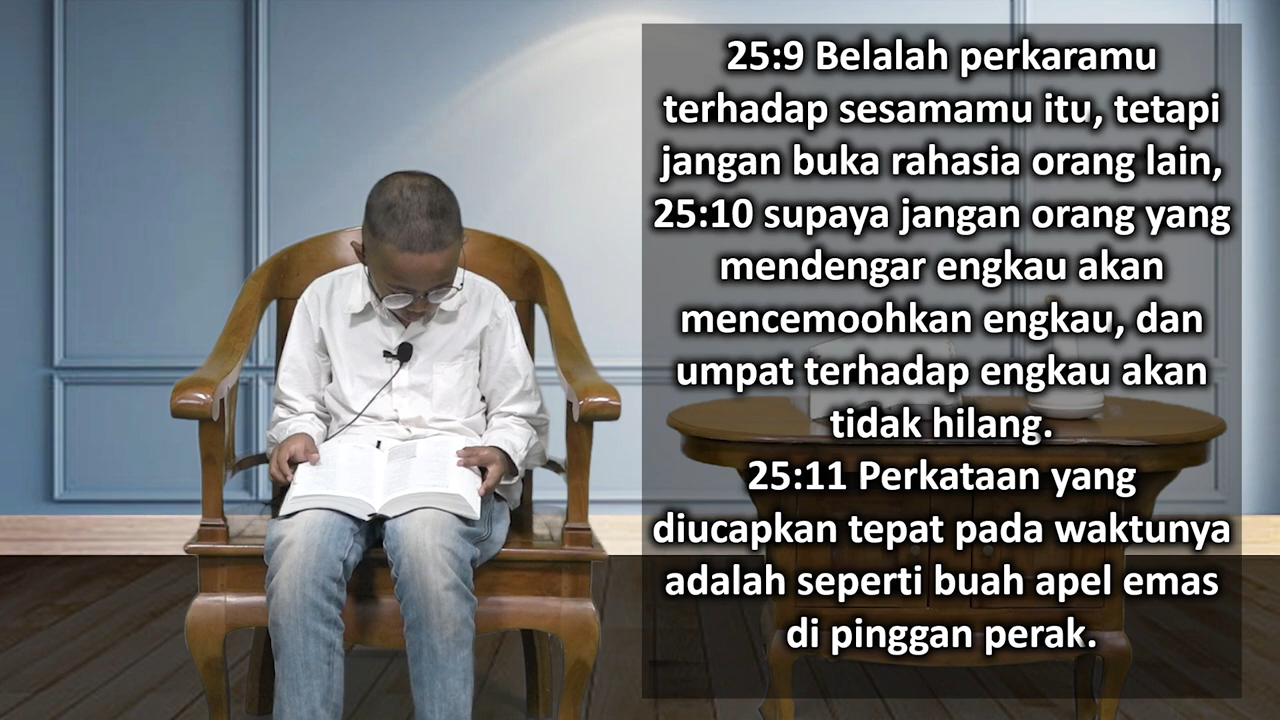 25:9 Belalah perkaramu
terhadap sesamamu itu, tetapi
jangan buka rahasia orang lain,
25:10 supaya jangan orang yang
mendengar engkau akan
mencemoohkan engkau, dan
umpat terhadap engkau akan
tidak hilang.
25:11 Perkataan yang
diucapkan tepat pada waktunya
adalah seperti buah apel emas
di pinggan perak.